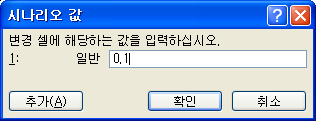 시나리오 값
변경 셀에 해당하는 값을 입력하십시오.
1: 일반 0.1
추가(A) 확인 취소